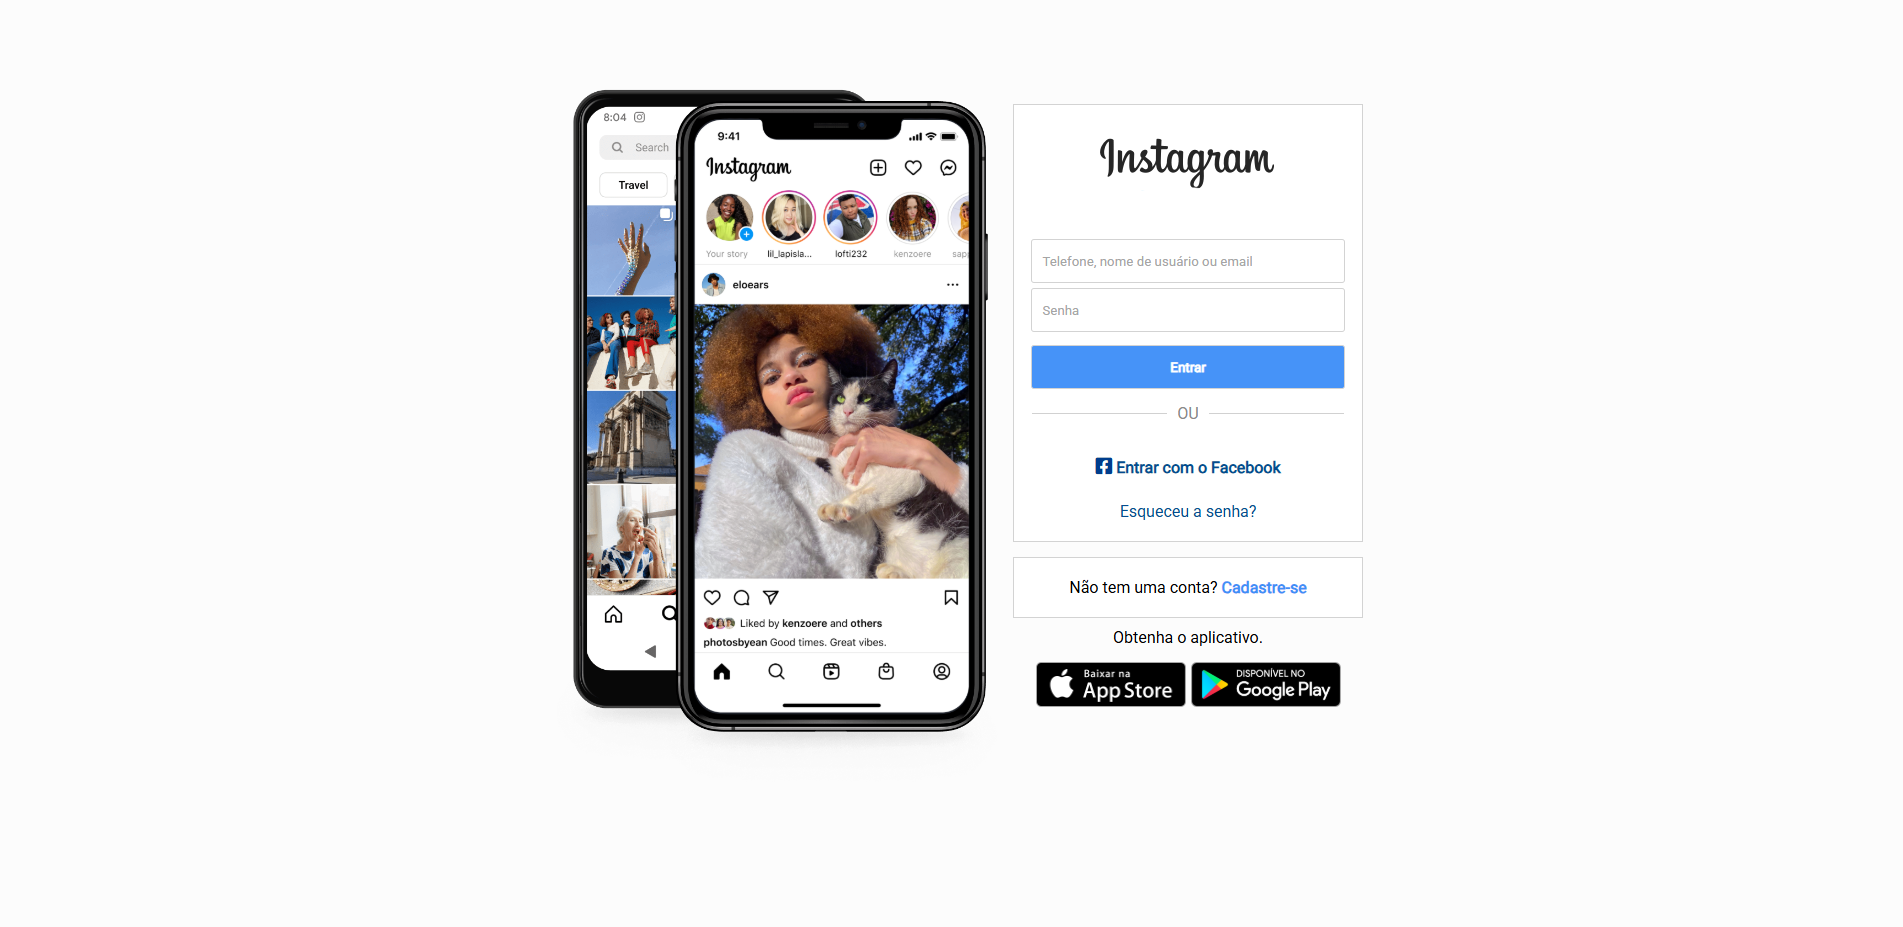 8:04
Search
Travel
9:41
Instagram
Your story
lil_lapisla...
lofti232
kenzoere
sapp
eloears
Liked by kenzoere and others
photosbyean Good times. Great vibes.
Instagram
Telefone, nome de usuário ou email
Senha
Entrar
OU
Entrar com o Facebook
Esqueceu a senha?
Não tem uma conta? Cadastre-se
Obtenha o aplicativo.
Baixar na
App Store
DISPONÍVEL NO
Google Play